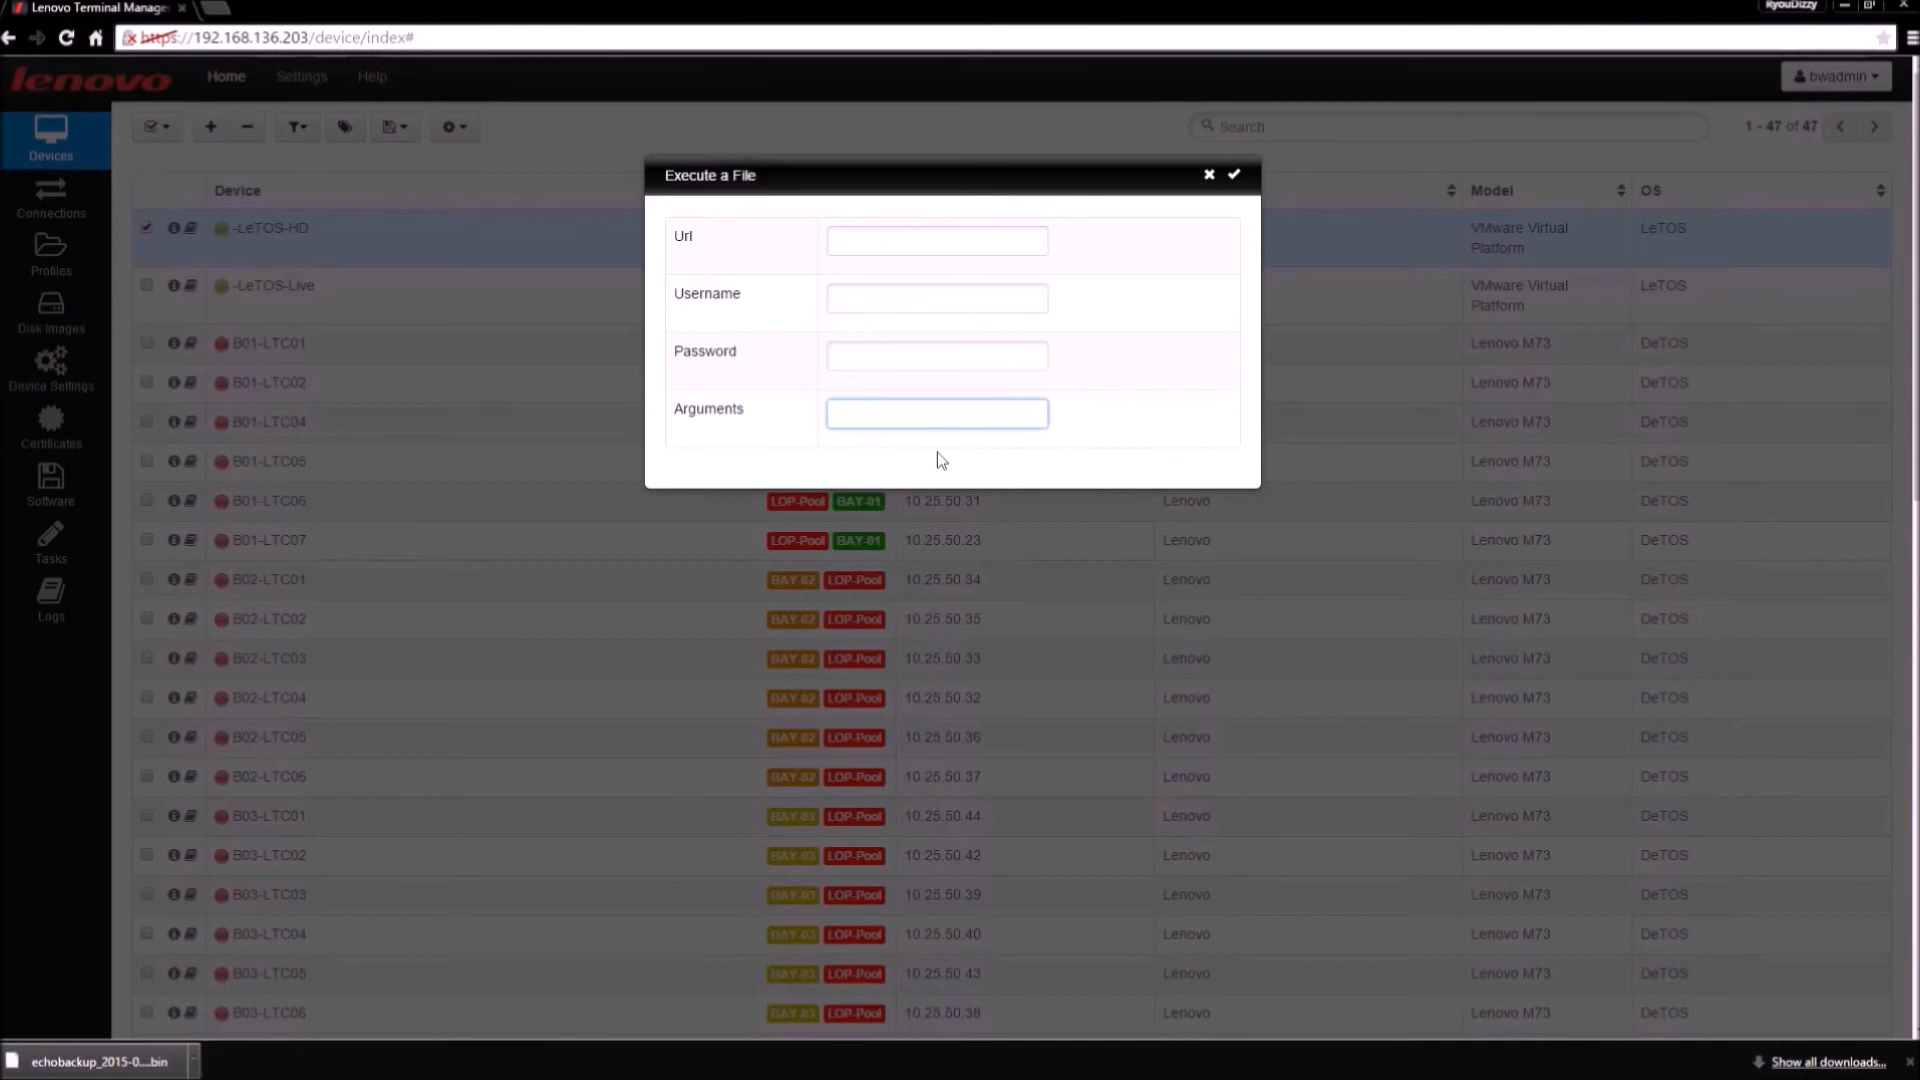 Lenovo Terminal Manage
RyouDizzy
https://192.168.136.203/device/index#
lenovo Home Settings Help bwadmin
Search 1 - 47 of 47
Devices
Connections
Profiles
Disk Images
Device Settings
Certificates
Software
Tasks
Logs
Execute a File
Url
Username
Password
Arguments
Device Model OS
-LeTOS-HD VMware Virtual Platform LeTOS
-LeTOS-Live VMware Virtual Platform LeTOS
B01-LTC01 Lenovo M73 DeTOS
B01-LTC02 Lenovo M73 DeTOS
B01-LTC04 Lenovo M73 DeTOS
B01-LTC05 Lenovo M73 DeTOS
B01-LTC06 LOP-Pool BAY-01 10.25.50.31 Lenovo Lenovo M73 DeTOS
B01-LTC07 LOP-Pool BAY-01 10.25.50.23 Lenovo Lenovo M73 DeTOS
B02-LTC01 BAY-02 LOP-Pool 10.25.50.34 Lenovo Lenovo M73 DeTOS
B02-LTC02 BAY-02 LOP-Pool 10.25.50.35 Lenovo Lenovo M73 DeTOS
B02-LTC03 BAY-02 LOP-Pool 10.25.50.33 Lenovo Lenovo M73 DeTOS
B02-LTC04 BAY-02 LOP-Pool 10.25.50.32 Lenovo Lenovo M73 DeTOS
B02-LTC05 BAY-02 LOP-Pool 10.25.50.36 Lenovo Lenovo M73 DeTOS
B02-LTC06 BAY-02 LOP-Pool 10.25.50.37 Lenovo Lenovo M73 DeTOS
B03-LTC01 BAY-03 LOP-Pool 10.25.50.44 Lenovo Lenovo M73 DeTOS
B03-LTC02 BAY-03 LOP-Pool 10.25.50.42 Lenovo Lenovo M73 DeTOS
B03-LTC03 BAY-03 LOP-Pool 10.25.50.39 Lenovo Lenovo M73 DeTOS
B03-LTC04 BAY-03 LOP-Pool 10.25.50.40 Lenovo Lenovo M73 DeTOS
B03-LTC05 BAY-03 LOP-Pool 10.25.50.43 Lenovo Lenovo M73 DeTOS
B03-LTC06 BAY-03 LOP-Pool 10.25.50.38 Lenovo Lenovo M73 DeTOS
echobackup_2015-0....bin Show all downloads...